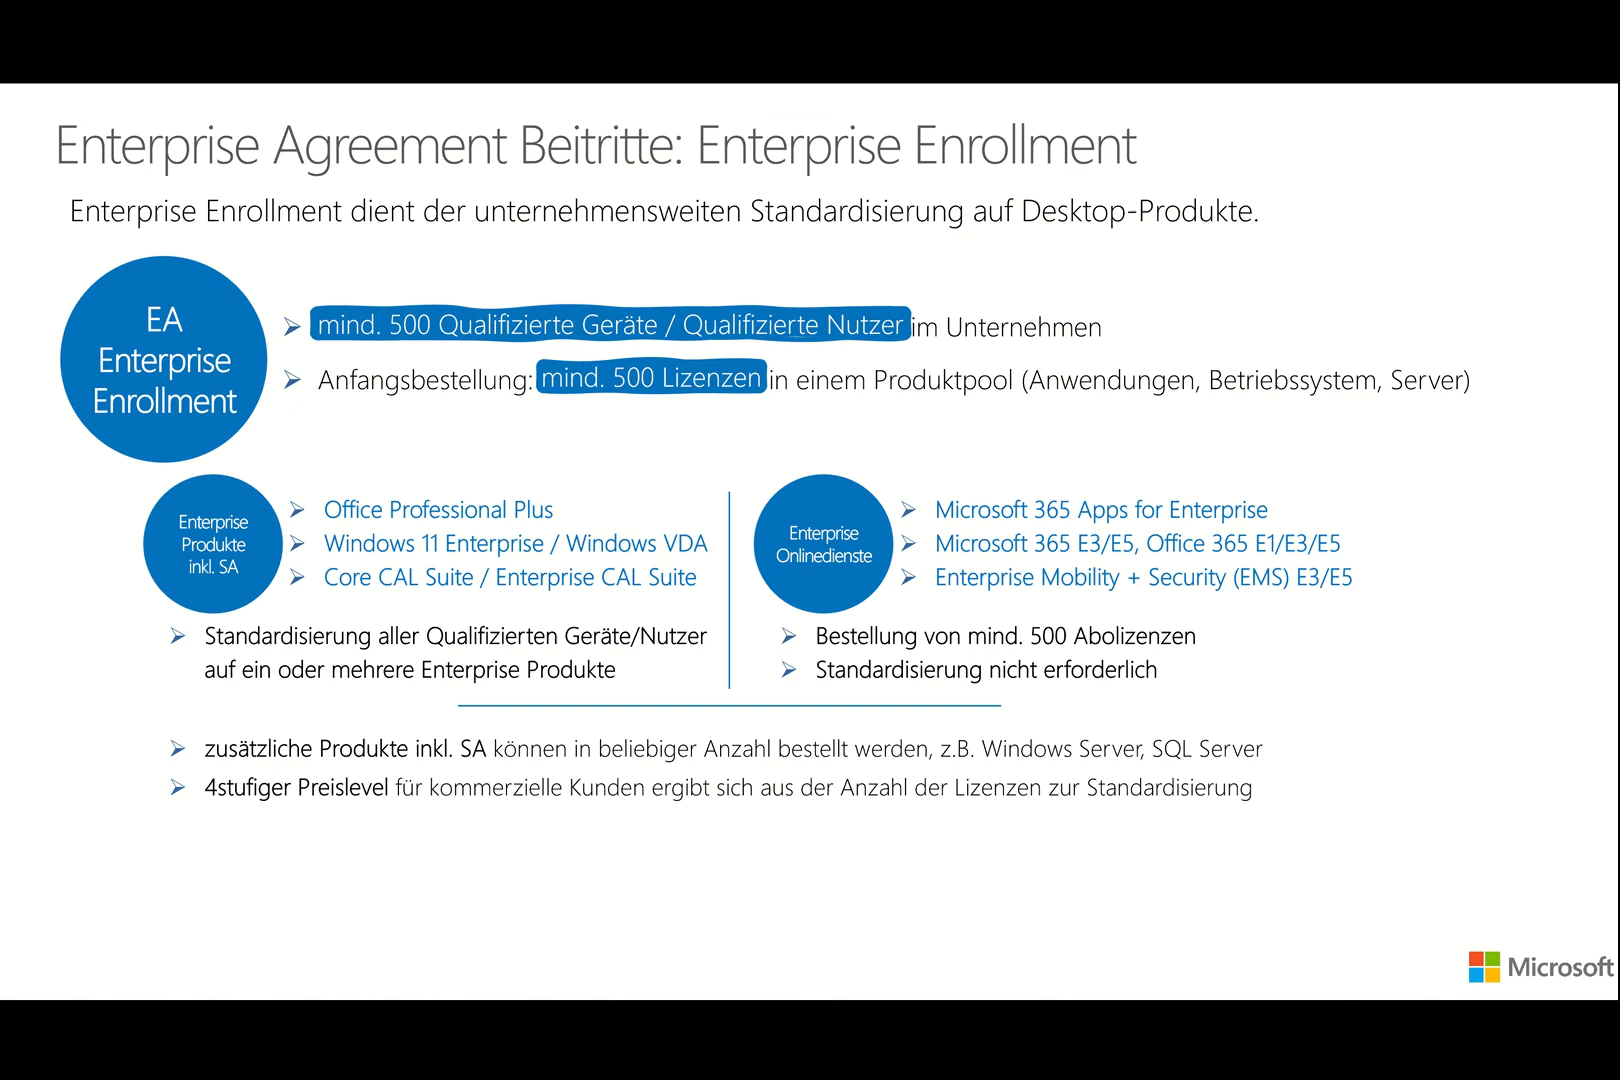 Enterprise Agreement Beitritte: Enterprise Enrollment
Enterprise Enrollment dient der unternehmensweiten Standardisierung auf Desktop-Produkte.
EA
Enterprise
Enrollment
mind. 500 Qualifizierte Geräte / Qualifizierte Nutzer im Unternehmen
Anfangsbestellung: mind. 500 Lizenzen in einem Produktpool (Anwendungen, Betriebssystem, Server)
Enterprise
Produkte
inkl. SA
Office Professional Plus
Windows 11 Enterprise / Windows VDA
Core CAL Suite / Enterprise CAL Suite
Standardisierung aller Qualifizierten Geräte/Nutzer
auf ein oder mehrere Enterprise Produkte
Enterprise
Onlinedienste
Microsoft 365 Apps for Enterprise
Microsoft 365 E3/E5, Office 365 E1/E3/E5
Enterprise Mobility + Security (EMS) E3/E5
Bestellung von mind. 500 Abolizenzen
Standardisierung nicht erforderlich
zusätzliche Produkte inkl. SA können in beliebiger Anzahl bestellt werden, z.B. Windows Server, SQL Server
4stufiger Preislevel für kommerzielle Kunden ergibt sich aus der Anzahl der Lizenzen zur Standardisierung
Microsoft